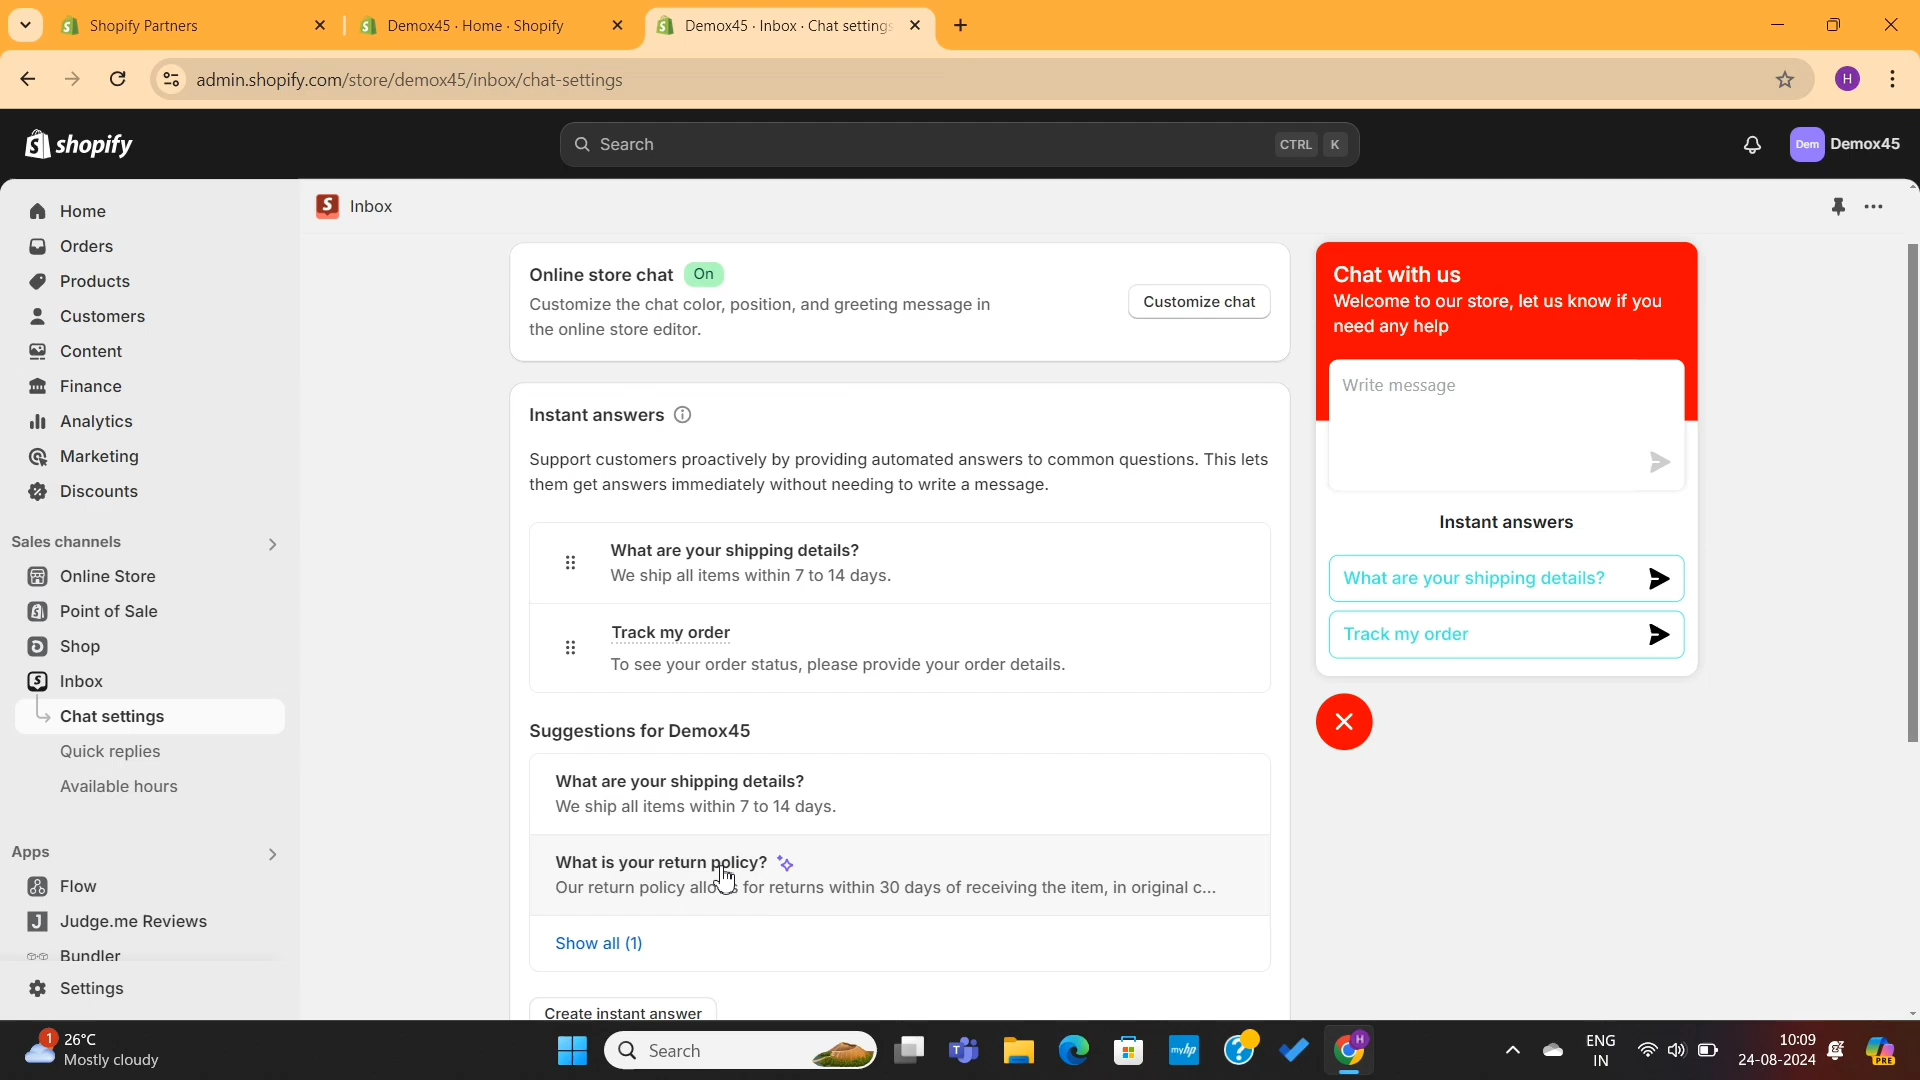 Shopify Partners
Demox45 · Home · Shopify
Demox45 · Inbox · Chat settings
admin.shopify.com/store/demox45/inbox/chat-settings
H
shopify
Search
CTRL K
Dem Demox45
Home
Orders
Products
Customers
Content
Finance
Analytics
Marketing
Discounts
Sales channels
Online Store
Point of Sale
Shop
Inbox
Chat settings
Quick replies
Available hours
Apps
Flow
Judge.me Reviews
Bundler
Settings
Inbox
Online store chat On
Customize the chat color, position, and greeting message in
the online store editor.
Customize chat
Instant answers
Support customers proactively by providing automated answers to common questions. This lets
them get answers immediately without needing to write a message.
What are your shipping details?
We ship all items within 7 to 14 days.
Track my order
To see your order status, please provide your order details.
Suggestions for Demox45
What are your shipping details?
We ship all items within 7 to 14 days.
What is your return policy?
Our return policy allows for returns within 30 days of receiving the item, in original c...
Show all (1)
Create instant answer
Chat with us
Welcome to our store, let us know if you
need any help
Write message
Instant answers
What are your shipping details?
Track my order
1
26°C
Mostly cloudy
Search
myhp
H
ENG
IN
10:09
24-08-2024
PRE